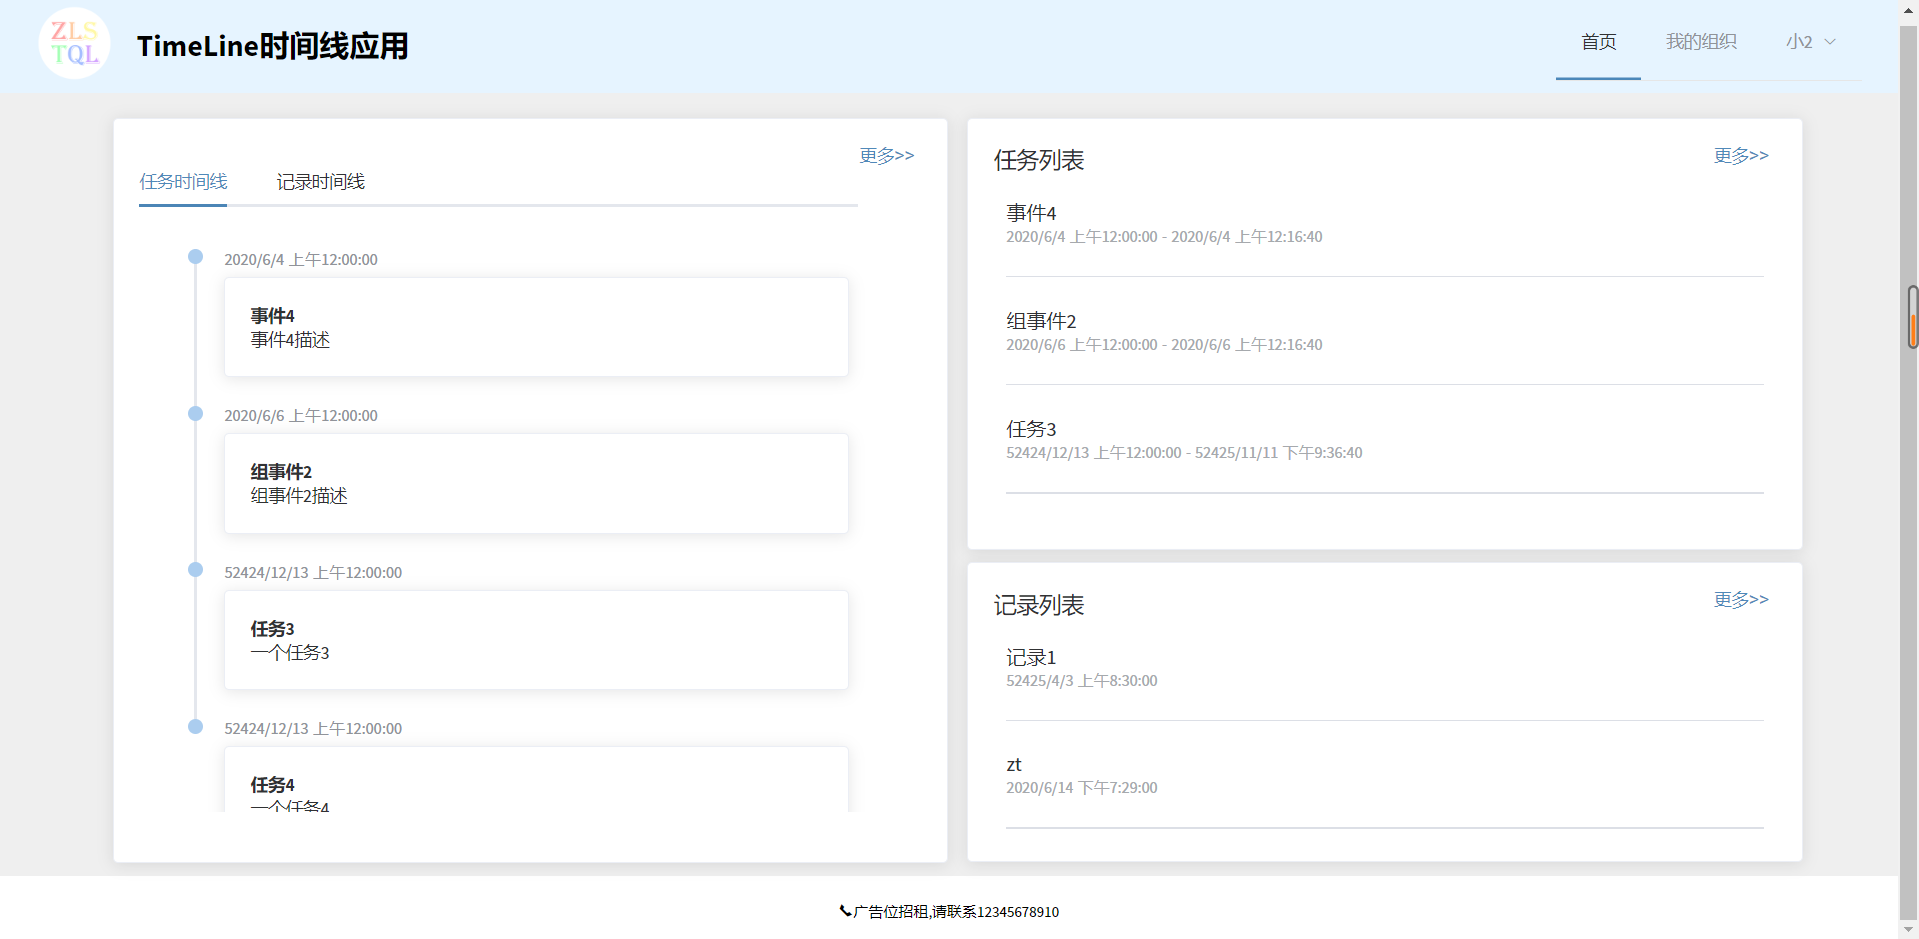 ZLS
TQL
TimeLine时间线应用
首页
我的组织
小2
更多>>
任务时间线
记录时间线
2020/6/4 上午12:00:00
事件4
事件4描述
2020/6/6 上午12:00:00
组事件2
组事件2描述
52424/12/13 上午12:00:00
任务3
一个任务3
52424/12/13 上午12:00:00
任务4
一个任务4
任务列表
更多>>
事件4
2020/6/4 上午12:00:00 - 2020/6/4 上午12:16:40
组事件2
2020/6/6 上午12:00:00 - 2020/6/6 上午12:16:40
任务3
52424/12/13 上午12:00:00 - 52425/11/11 下午9:36:40
记录列表
更多>>
记录1
52425/4/3 上午8:30:00
zt
2020/6/14 下午7:29:00
广告位招租,请联系12345678910